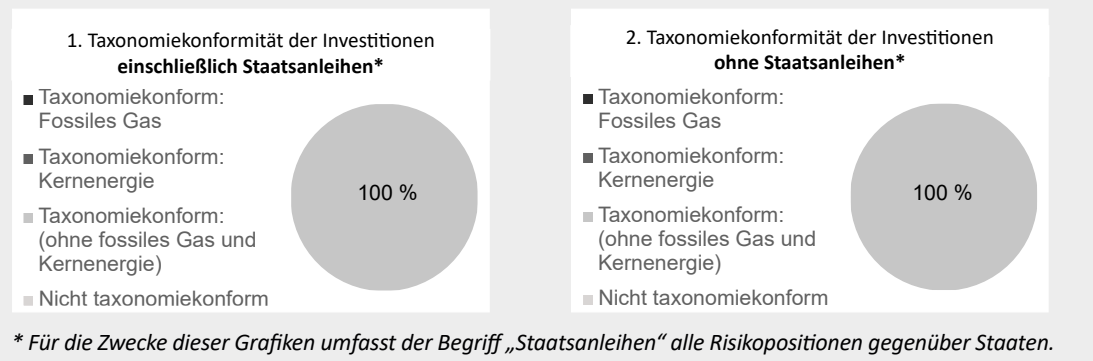 1. Taxonomiekonformität der Investitionen
einschließlich Staatsanleihen*
Taxonomiekonform:
Fossiles Gas
Taxonomiekonform:
Kernenergie
Taxonomiekonform:
(ohne fossiles Gas und
Kernenergie)
Nicht taxonomiekonform
100 %
2. Taxonomiekonformität der Investitionen
ohne Staatsanleihen*
Taxonomiekonform:
Fossiles Gas
Taxonomiekonform:
Kernenergie
Taxonomiekonform:
(ohne fossiles Gas und
Kernenergie)
Nicht taxonomiekonform
100 %
* Für die Zwecke dieser Grafiken umfasst der Begriff „Staatsanleihen“ alle Risikopositionen gegenüber Staaten.